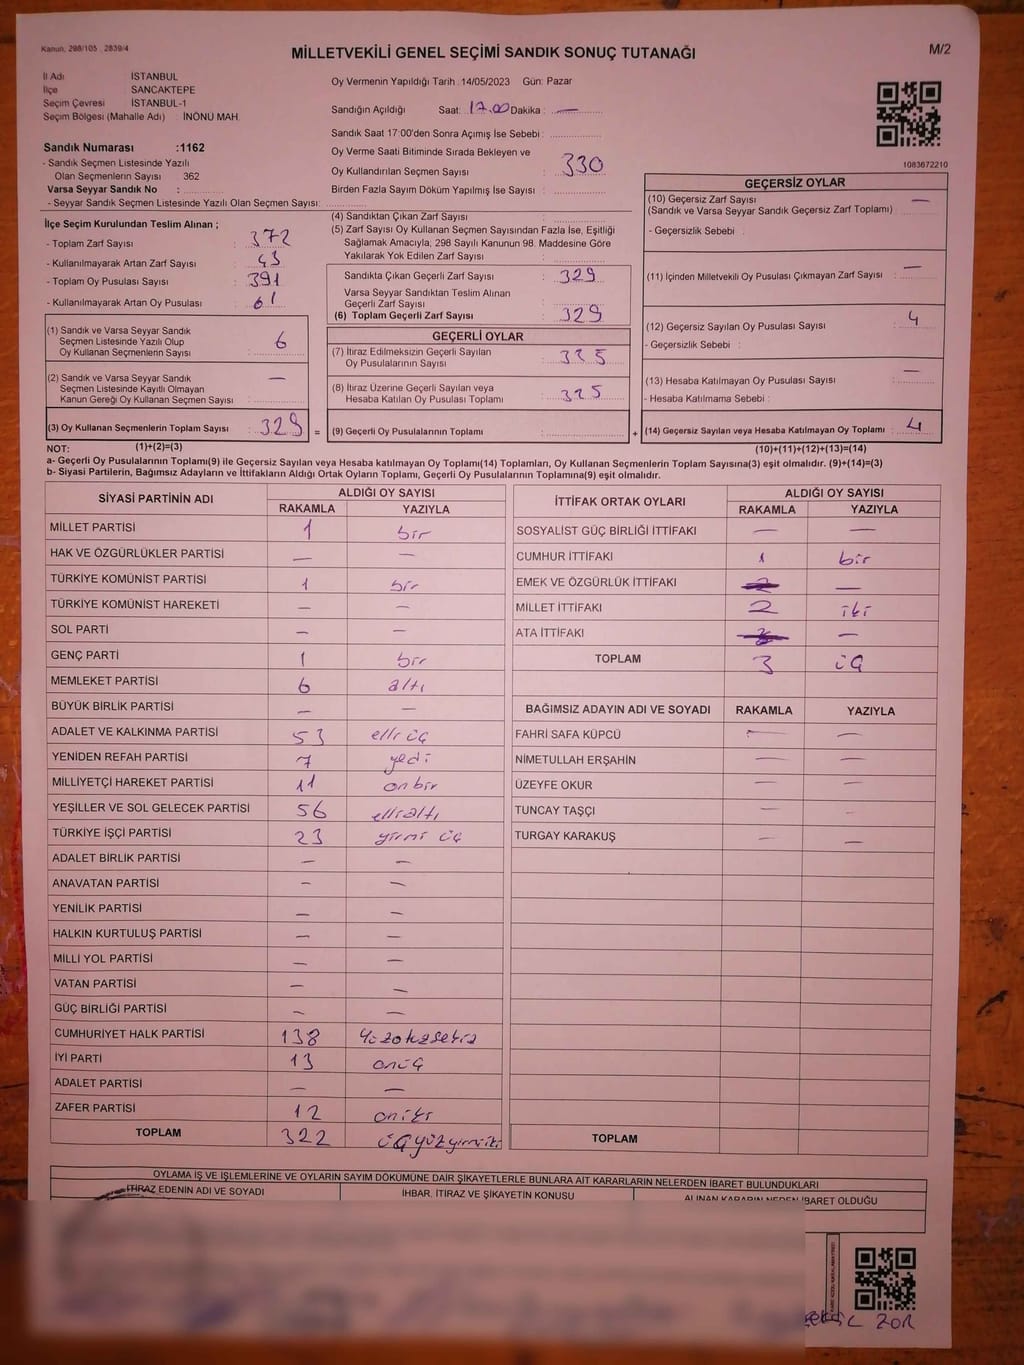 Kanun, 298/105 , 2839/4
MİLLETVEKİLİ GENEL SEÇİMİ SANDIK SONUÇ TUTANAĞI
M/2
İl Adı İSTANBUL
İlçe SANCAKTEPE
Seçim Çevresi İSTANBUL-1
Seçim Bölgesi (Mahalle Adı) : İNÖNÜ MAH.
Sandık Numarası :1162
- Sandık Seçmen Listesinde Yazılı
Olan Seçmenlerin Sayısı 362
Varsa Seyyar Sandık No :
- Seyyar Sandık Seçmen Listesinde Yazılı Olan Seçmen Sayısı:
Oy Vermenin Yapıldığı Tarih : 14/05/2023 Gün: Pazar
Sandığın Açıldığı Saat: 17.00 Dakika : —
Sandık Saat 17:00'den Sonra Açımış İse Sebebi :
Oy Verme Saati Bitiminde Sırada Bekleyen ve
Oy Kullandırılan Seçmen Sayısı : 330
Birden Fazla Sayım Döküm Yapılmış İse Sayısı :
1083672210
İlçe Seçim Kurulundan Teslim Alınan ;
- Toplam Zarf Sayısı : 372
- Kullanılmayarak Artan Zarf Sayısı : 43
- Toplam Oy Pusulası Sayısı : 391
- Kullanılmayarak Artan Oy Pusulası : 61
(1) Sandık ve Varsa Seyyar Sandık
Seçmen Listesinde Yazılı Olup
Oy Kullanan Seçmenlerin Sayısı : 6
(2) Sandık ve Varsa Seyyar Sandık
Seçmen Listesinde Kayıtlı Olmayan
Kanun Gereği Oy Kullanan Seçmen Sayısı : —
(3) Oy Kullanan Seçmenlerin Toplam Sayısı : 329 =
(4) Sandıktan Çıkan Zarf Sayısı :
(5) Zarf Sayısı Oy Kullanan Seçmen Sayısından Fazla İse, Eşitliği
Sağlamak Amacıyla, 298 Sayılı Kanunun 98. Maddesine Göre
Yakılarak Yok Edilen Zarf Sayısı :
Sandıkta Çıkan Geçerli Zarf Sayısı : 329
Varsa Seyyar Sandıktan Teslim Alınan
Geçerli Zarf Sayısı :
(6) Toplam Geçerli Zarf Sayısı : 329
GEÇERLİ OYLAR
(7) İtiraz Edilmeksizin Geçerli Sayılan
Oy Pusulalarının Sayısı : 325
(8) İtiraz Üzerine Geçerli Sayılan veya
Hesaba Katılan Oy Pusulası Toplamı : 325
(9) Geçerli Oy Pusulalarının Toplamı : +
GEÇERSİZ OYLAR
(10) Geçersiz Zarf Sayısı : —
(Sandık ve Varsa Seyyar Sandık Geçersiz Zarf Toplamı)
- Geçersizlik Sebebi :
(11) İçinden Milletvekili Oy Pusulası Çıkmayan Zarf Sayısı : —
(12) Geçersiz Sayılan Oy Pusulası Sayısı : 4
- Geçersizlik Sebebi :
(13) Hesaba Katılmayan Oy Pusulası Sayısı : —
- Hesaba Katılmama Sebebi :
(14) Geçersiz Sayılan veya Hesaba Katılmayan Oy Toplamı : 4
NOT: (1)+(2)=(3) (10)+(11)+(12)+(13)=(14)
a- Geçerli Oy Pusulalarının Toplamı(9) ile Geçersiz Sayılan veya Hesaba katılmayan Oy Toplamı(14) Toplamları, Oy Kullanan Seçmenlerin Toplam Sayısına(3) eşit olmalıdır. (9)+(14)=(3)
b- Siyasi Partilerin, Bağımsız Adayların ve İttifakların Aldığı Ortak Oyların Toplamı, Geçerli Oy Pusulalarının Toplamına(9) eşit olmalıdır.
SİYASİ PARTİNİN ADI ALDIĞI OY SAYISI
RAKAMLA YAZIYLA
MİLLET PARTİSİ 1 bir
HAK VE ÖZGÜRLÜKLER PARTİSİ — —
TÜRKİYE KOMÜNİST PARTİSİ 1 bir
TÜRKİYE KOMÜNİST HAREKETİ — —
SOL PARTİ — —
GENÇ PARTİ 1 bir
MEMLEKET PARTİSİ 6 altı
BÜYÜK BİRLİK PARTİSİ — —
ADALET VE KALKINMA PARTİSİ 53 elli üç
YENİDEN REFAH PARTİSİ 7 yedi
MİLLİYETÇİ HAREKET PARTİSİ 11 onbir
YEŞİLLER VE SOL GELECEK PARTİSİ 56 ellialtı
TÜRKİYE İŞÇİ PARTİSİ 23 yirmi üç
ADALET BİRLİK PARTİSİ — —
ANAVATAN PARTİSİ — —
YENİLİK PARTİSİ — —
HALKIN KURTULUŞ PARTİSİ — —
MİLLİ YOL PARTİSİ — —
VATAN PARTİSİ — —
GÜÇ BİRLİĞİ PARTİSİ — —
CUMHURİYET HALK PARTİSİ 138
İYİ PARTİ 13 onüç
ADALET PARTİSİ — —
ZAFER PARTİSİ 12 oniki
TOPLAM 322 üçyüzyirmiiki
İTTİFAK ORTAK OYLARI ALDIĞI OY SAYISI
RAKAMLA YAZIYLA
SOSYALİST GÜÇ BİRLİĞİ İTTİFAKI — —
CUMHUR İTTİFAKI 1 bir
EMEK VE ÖZGÜRLÜK İTTİFAKI —
MİLLET İTTİFAKI 2 iki
ATA İTTİFAKI —
TOPLAM 3 üç
BAĞIMSIZ ADAYIN ADI VE SOYADI RAKAMLA YAZIYLA
FAHRİ SAFA KÜPCÜ — —
NİMETULLAH ERŞAHİN — —
ÜZEYFE OKUR — —
TUNCAY TAŞÇI — —
TURGAY KARAKUŞ — —
TOPLAM
OYLAMA İŞ VE İŞLEMLERİNE VE OYLARIN SAYIM DÖKÜMÜNE DAİR ŞİKAYETLERLE BUNLARA AİT KARARLARIN NELERDEN İBARET BULUNDUKLARI
İTİRAZ EDENİN ADI VE SOYADI İHBAR, İTİRAZ VE ŞİKAYETİN KONUSU ALINAN KARARIN NEDEN İBARET OLDUĞU